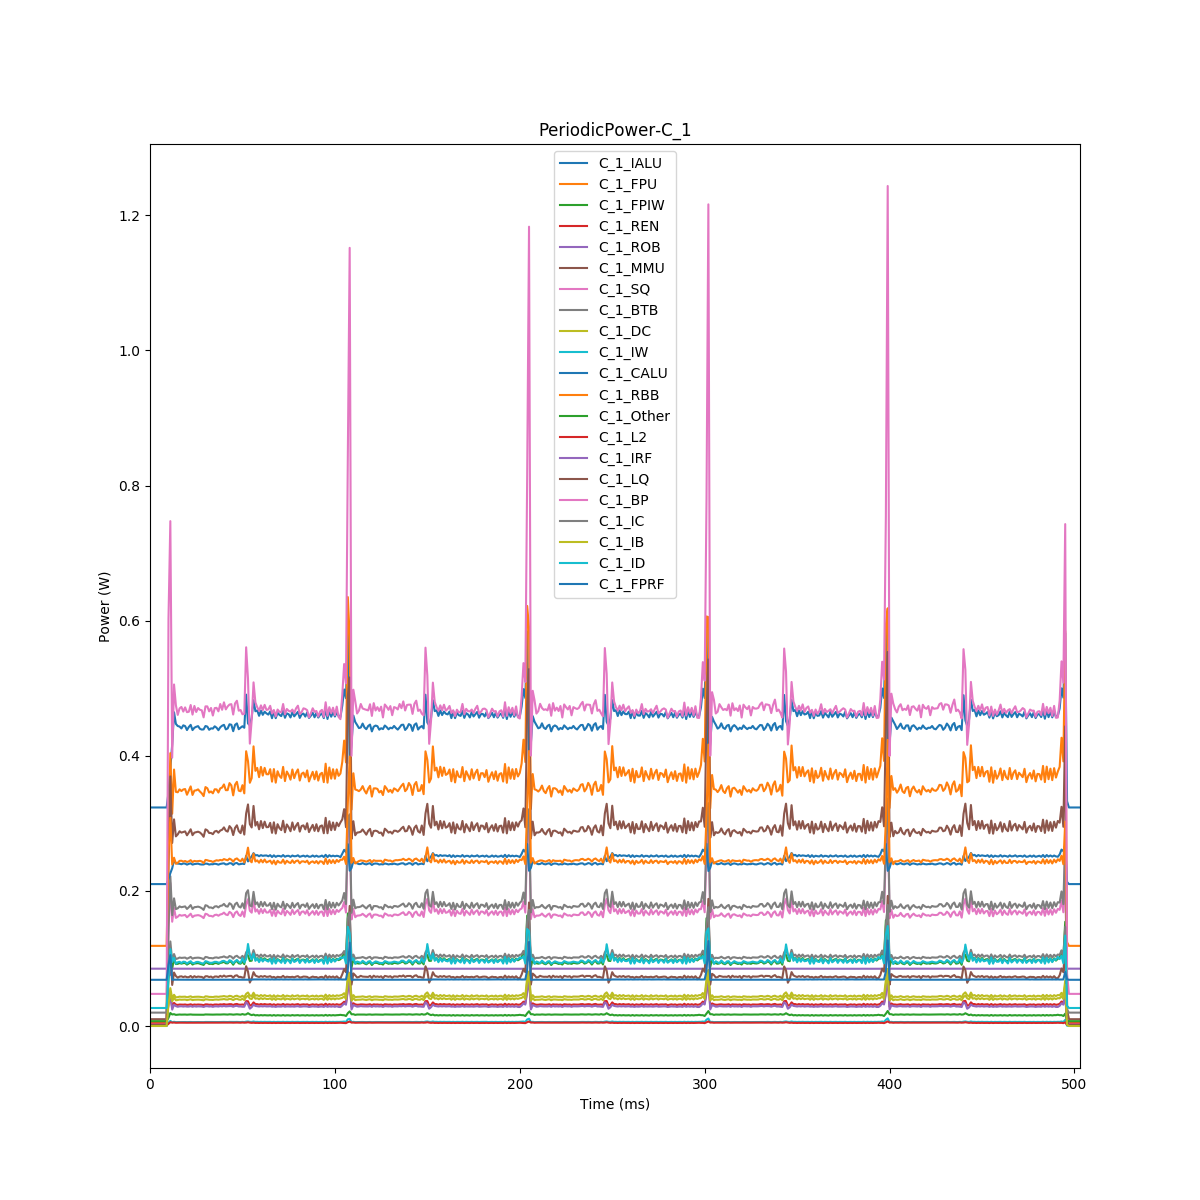 PeriodicPower-C_1
C_1_IALU
C_1_FPU
C_1_FPIW
C_1_REN
C_1_ROB
C_1_MMU
C_1_SQ
C_1_BTB
C_1_DC
C_1_IW
C_1_CALU
C_1_RBB
C_1_Other
C_1_L2
C_1_IRF
C_1_LQ
C_1_BP
C_1_IC
C_1_IB
C_1_ID
C_1_FPRF
Power (W)
1.2
1.0
0.8
0.6
0.4
0.2
0.0
0 100 200 300 400 500
Time (ms)